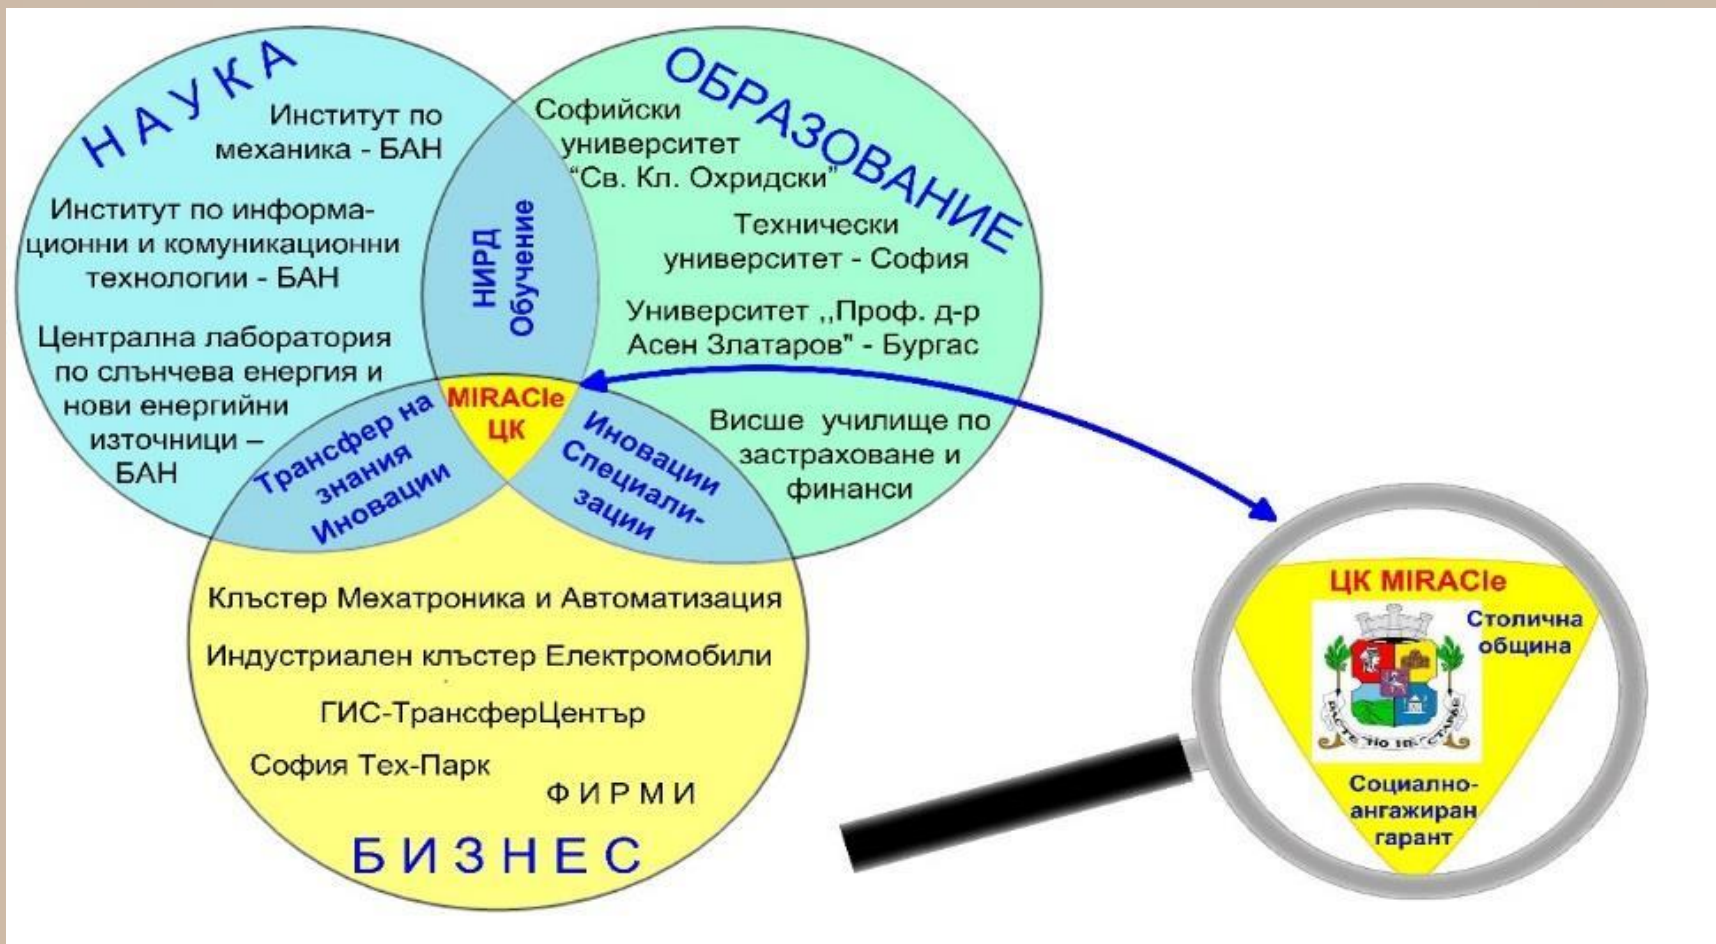 НАУКА
Институт по
механика - БАН
Институт по информа-
ционни и комуникационни
технологии - БАН
Централна лаборатория
по слънчева енергия и
нови енергийни
източници –
БАН
ОБРАЗОВАНИЕ
Софийски
университет
“Св. Кл. Охридски”
Технически
университет - София
Университет ,,Проф. д-р
Асен Златаров" - Бургас
Висше училище по
застраховане и
финанси
НИРД
Обучение
MIRACle
ЦК
Трансфер на
знания
Иновации
Иновации
Специали-
зации
Клъстер Мехатроника и Автоматизация
Индустриален клъстер Електромобили
ГИС-ТрансферЦентър
София Тех-Парк
ФИРМИ
БИЗНЕС
ЦК MIRACle
Столична
община
Социално-
ангажиран
гарант